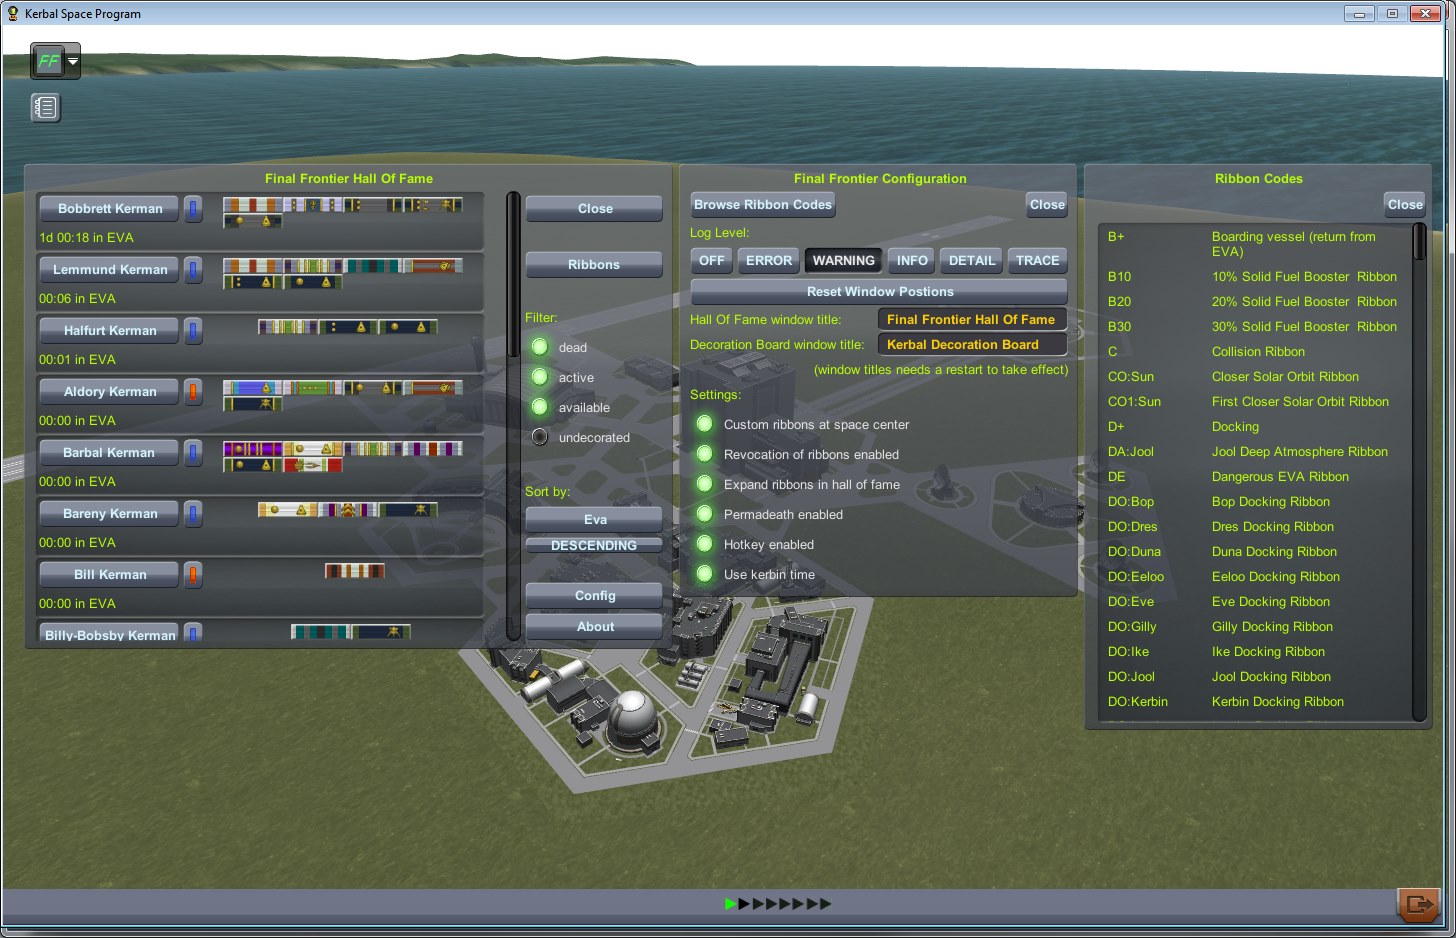 Kerbal Space Program
FF
Final Frontier Hall Of Fame
Bobbrett Kerman
1d 00:18 in EVA
Lemmund Kerman
00:06 in EVA
Halfurt Kerman
00:01 in EVA
Aldory Kerman
00:00 in EVA
Barbal Kerman
00:00 in EVA
Bareny Kerman
00:00 in EVA
Bill Kerman
00:00 in EVA
Billy-Bobsby Kerman
Close
Ribbons
Filter:
dead
active
available
undecorated
Sort by:
Eva
DESCENDING
Config
About
Final Frontier Configuration
Browse Ribbon Codes
Close
Log Level:
OFF ERROR WARNING INFO DETAIL TRACE
Reset Window Postions
Hall Of Fame window title: Final Frontier Hall Of Fame
Decoration Board window title: Kerbal Decoration Board
(window titles needs a restart to take effect)
Settings:
Custom ribbons at space center
Revocation of ribbons enabled
Expand ribbons in hall of fame
Permadeath enabled
Hotkey enabled
Use kerbin time
Ribbon Codes
Close
B+ Boarding vessel (return from
EVA)
B10 10% Solid Fuel Booster Ribbon
B20 20% Solid Fuel Booster Ribbon
B30 30% Solid Fuel Booster Ribbon
C Collision Ribbon
CO:Sun Closer Solar Orbit Ribbon
CO1:Sun First Closer Solar Orbit Ribbon
D+ Docking
DA:Jool Jool Deep Atmosphere Ribbon
DE Dangerous EVA Ribbon
DO:Bop Bop Docking Ribbon
DO:Dres Dres Docking Ribbon
DO:Duna Duna Docking Ribbon
DO:Eeloo Eeloo Docking Ribbon
DO:Eve Eve Docking Ribbon
DO:Gilly Gilly Docking Ribbon
DO:Ike Ike Docking Ribbon
DO:Jool Jool Docking Ribbon
DO:Kerbin Kerbin Docking Ribbon